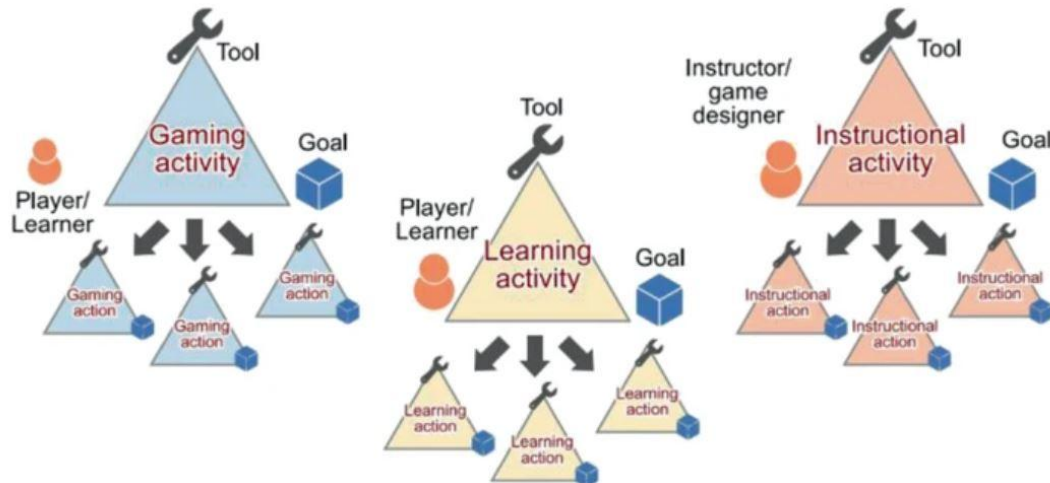 Tool
Gaming
activity
Goal
Player/
Learner
Gaming
action
Gaming
action
Gaming
action
Tool
Player/
Learner
Learning
activity
Goal
Learning
action
Learning
action
Learning
action
Instructor/
game
designer
Tool
Instructional
activity
Goal
Instructional
action
Instructional
action
Instructional
action